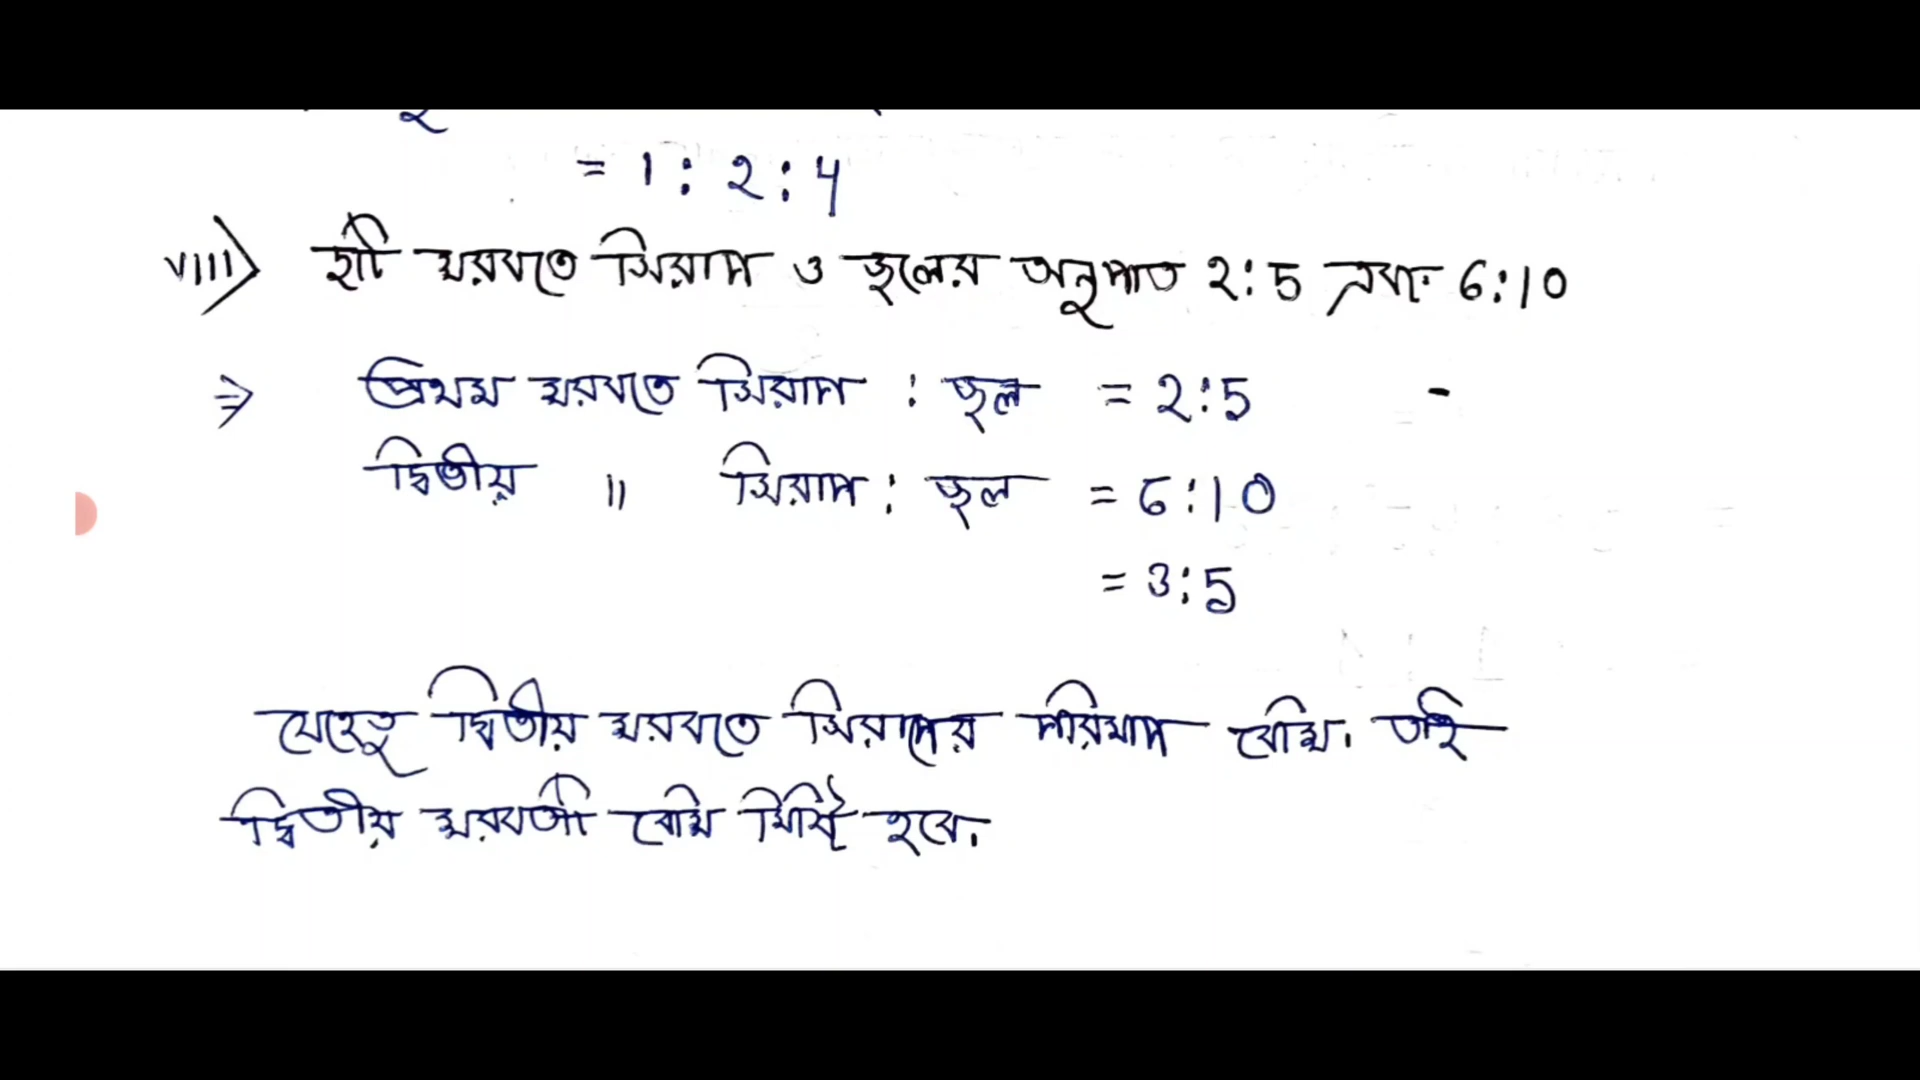 = 1 : 2 : 4
viii) দুটি শরবতে সিরাপ ও জলের অনুপাত 2:5 এবং 6:10
⇒ প্রথম শরবতে সিরাপ : জল = 2:5
দ্বিতীয় " সিরাপ : জল = 6:10
= 3:5
যেহেতু দ্বিতীয় শরবতে সিরাপের পরিমাপ বেশি. তাই
দ্বিতীয় শরবতটা বেশি মিষ্টি হবে.